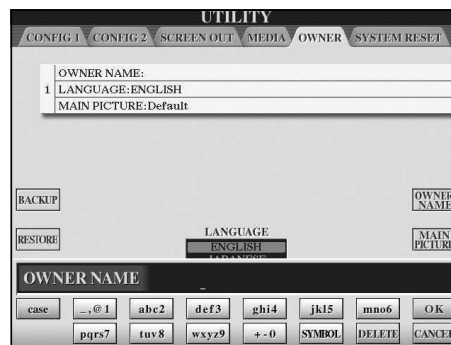 UTILITY
CONFIG 1 CONFIG 2 SCREEN OUT MEDIA OWNER SYSTEM RESET
OWNER NAME:
1 LANGUAGE:ENGLISH
MAIN PICTURE:Default
BACKUP
OWNER NAME
RESTORE
LANGUAGE
ENGLISH
JAPANESE
MAIN PICTURE
OWNER NAME
case _,@1 abc2 def3 ghi4 jkl5 mno6 OK
pqrs7 tuv8 wxyz9 +-0 SYMBOL DELETE CANCEL